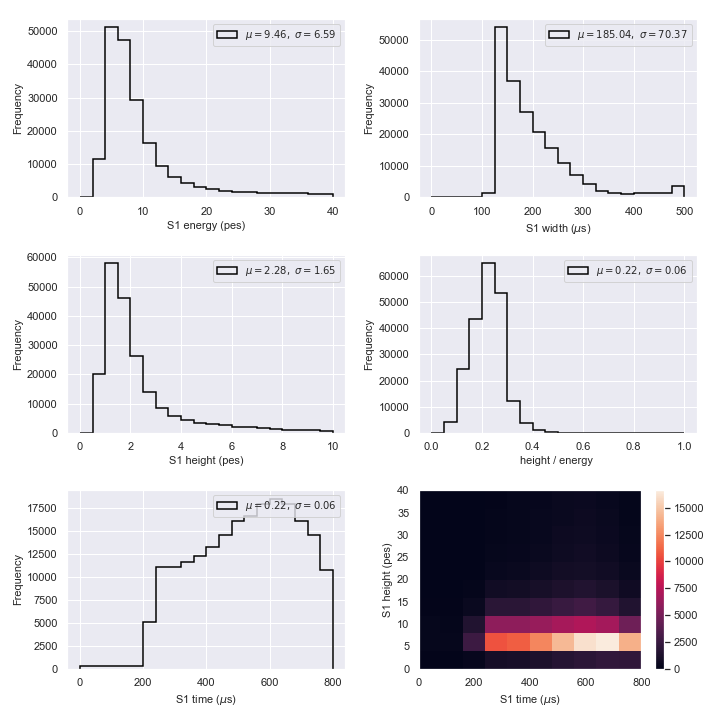 50000
40000
30000
20000
10000
0
Frequency
μ = 9.46, σ = 6.59
0 10 20 30 40
S1 energy (pes)
50000
40000
30000
20000
10000
0
Frequency
μ = 185.04, σ = 70.37
0 100 200 300 400 500
S1 width (μs)
60000
50000
40000
30000
20000
10000
0
Frequency
μ = 2.28, σ = 1.65
0 2 4 6 8 10
S1 height (pes)
60000
50000
40000
30000
20000
10000
0
Frequency
μ = 0.22, σ = 0.06
0.0 0.2 0.4 0.6 0.8 1.0
height / energy
17500
15000
12500
10000
7500
5000
2500
0
Frequency
μ = 0.22, σ = 0.06
0 200 400 600 800
S1 time (μs)
40
35
30
25
20
15
10
5
0
S1 height (pes)
0 200 400 600 800
S1 time (μs)
15000
12500
10000
7500
5000
2500
0